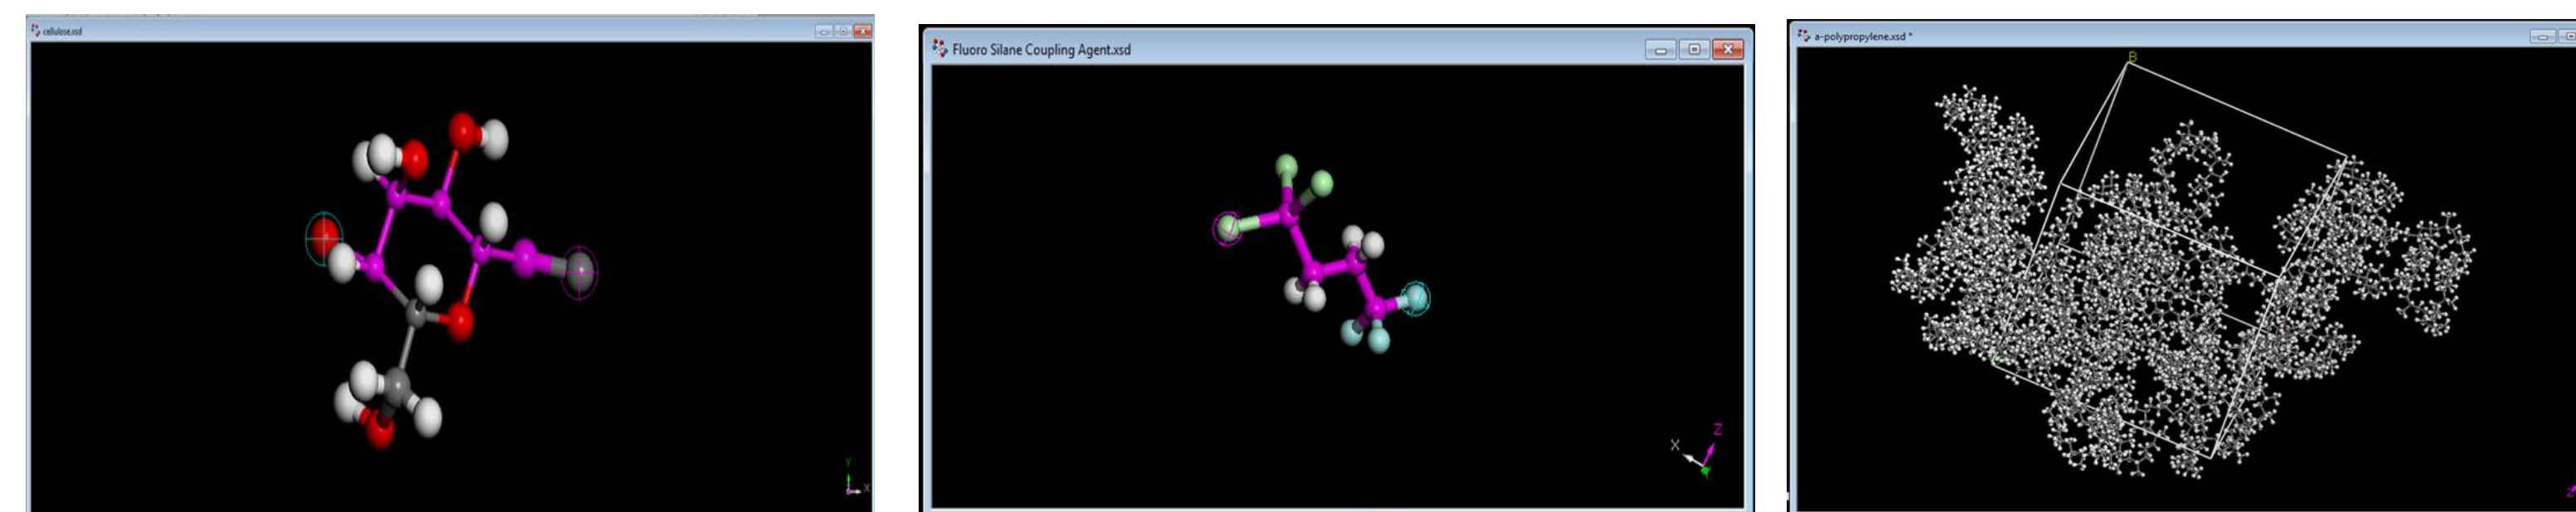 cellulose.xsd
Y
X
Fluoro Silane Coupling Agent.xsd
X
Z
a-polypropylene.xsd *
B
Z